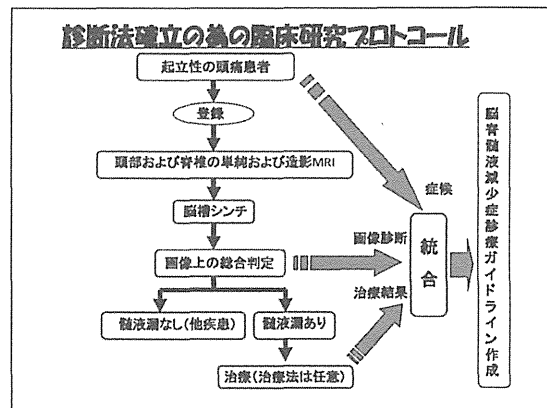 診断法確立の為の臨床研究プロトコール
起立性の頭痛患者
登録
頭部および脊椎の単純および造影MRI
脳槽シンチ
画像上の総合判定
髄液漏なし(他疾患)
髄液漏あり
治療(治療法は任意)
症候
画像診断
治療結果
統合
脳脊髄液減少症診療ガイドライン作成